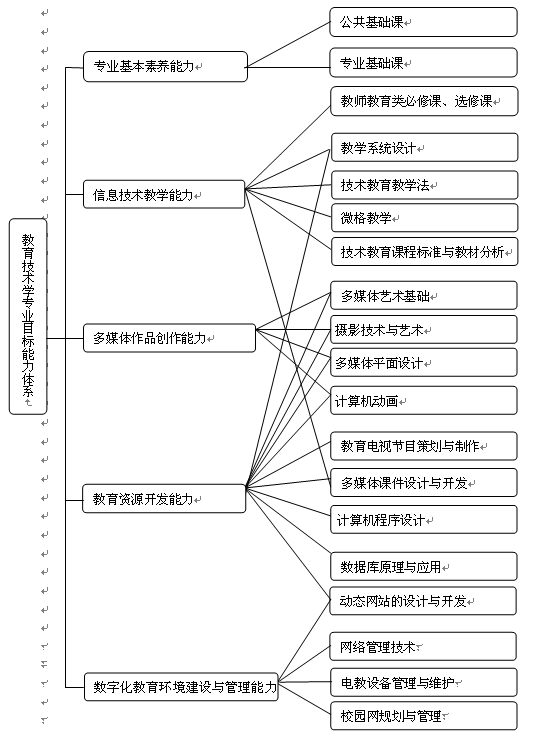 教育技术学专业目标能力体系
专业基本素养能力
信息技术教学能力
多媒体作品创作能力
教育资源开发能力
数字化教育环境建设与管理能力
公共基础课
专业基础课
教师教育类必修课、选修课
教学系统设计
技术教育教学法
微格教学
技术教育课程标准与教材分析
多媒体艺术基础
摄影技术与艺术
多媒体平面设计
计算机动画
教育电视节目策划与制作
多媒体课件设计与开发
计算机程序设计
数据库原理与应用
动态网站的设计与开发
网络管理技术
电教设备管理与维护
校园网规划与管理